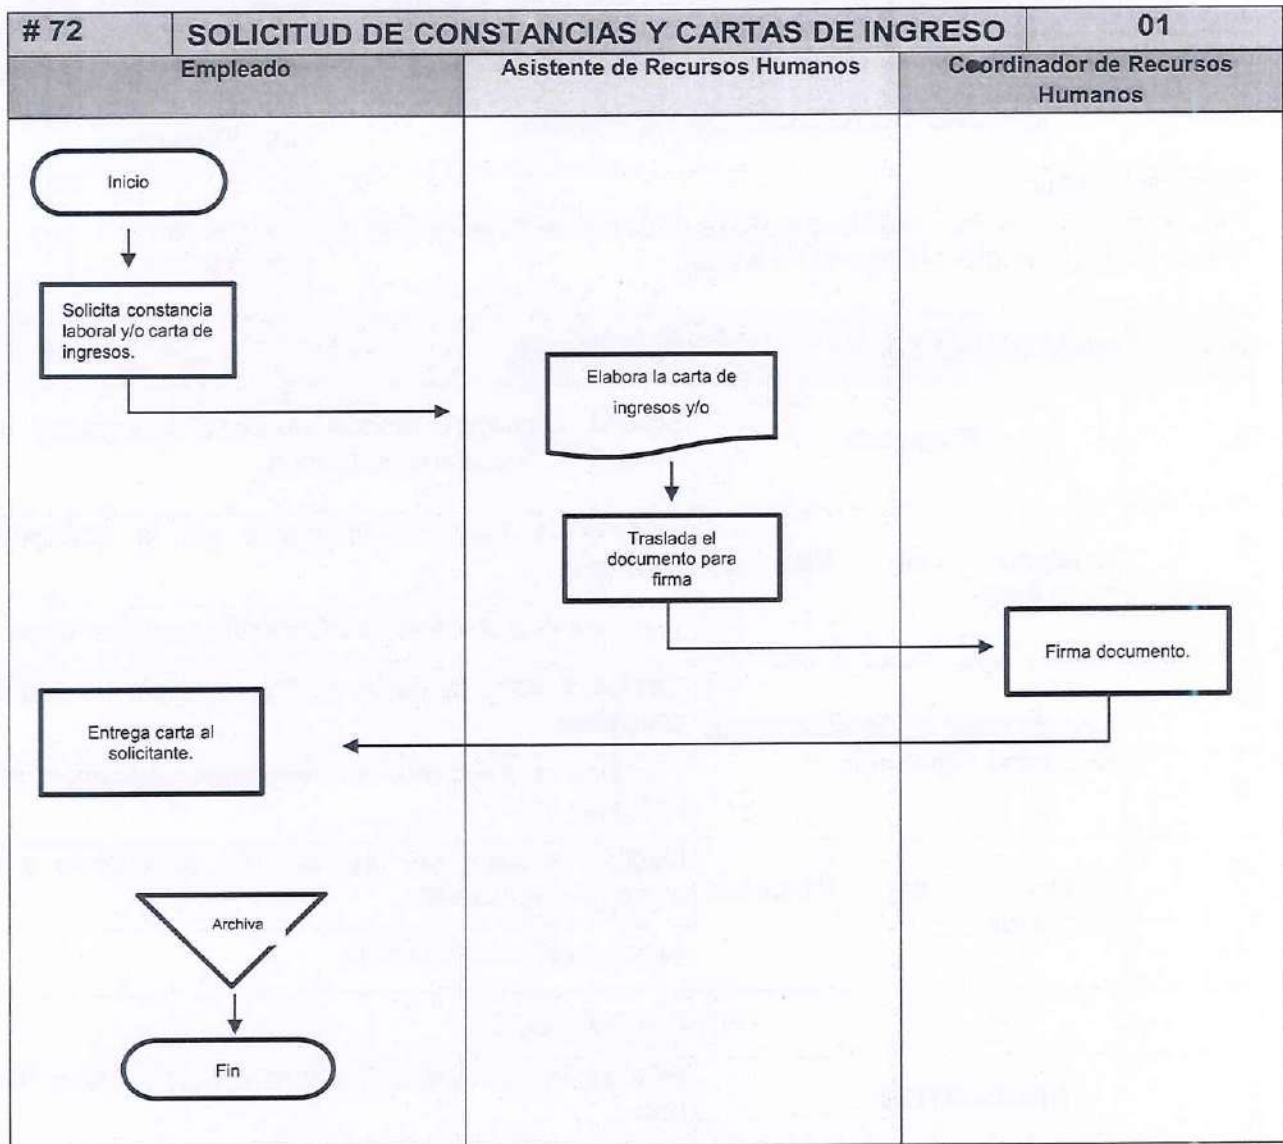 # 72
SOLICITUD DE CONSTANCIAS Y CARTAS DE INGRESO
01
Empleado
Asistente de Recursos Humanos
Coordinador de Recursos
Humanos
Inicio
Solicita constancia
laboral y/o carta de
ingresos.
Elabora la carta de
ingresos y/o
Traslada el
documento para
firma
Firma documento.
Entrega carta al
solicitante.
Archiva
Fin